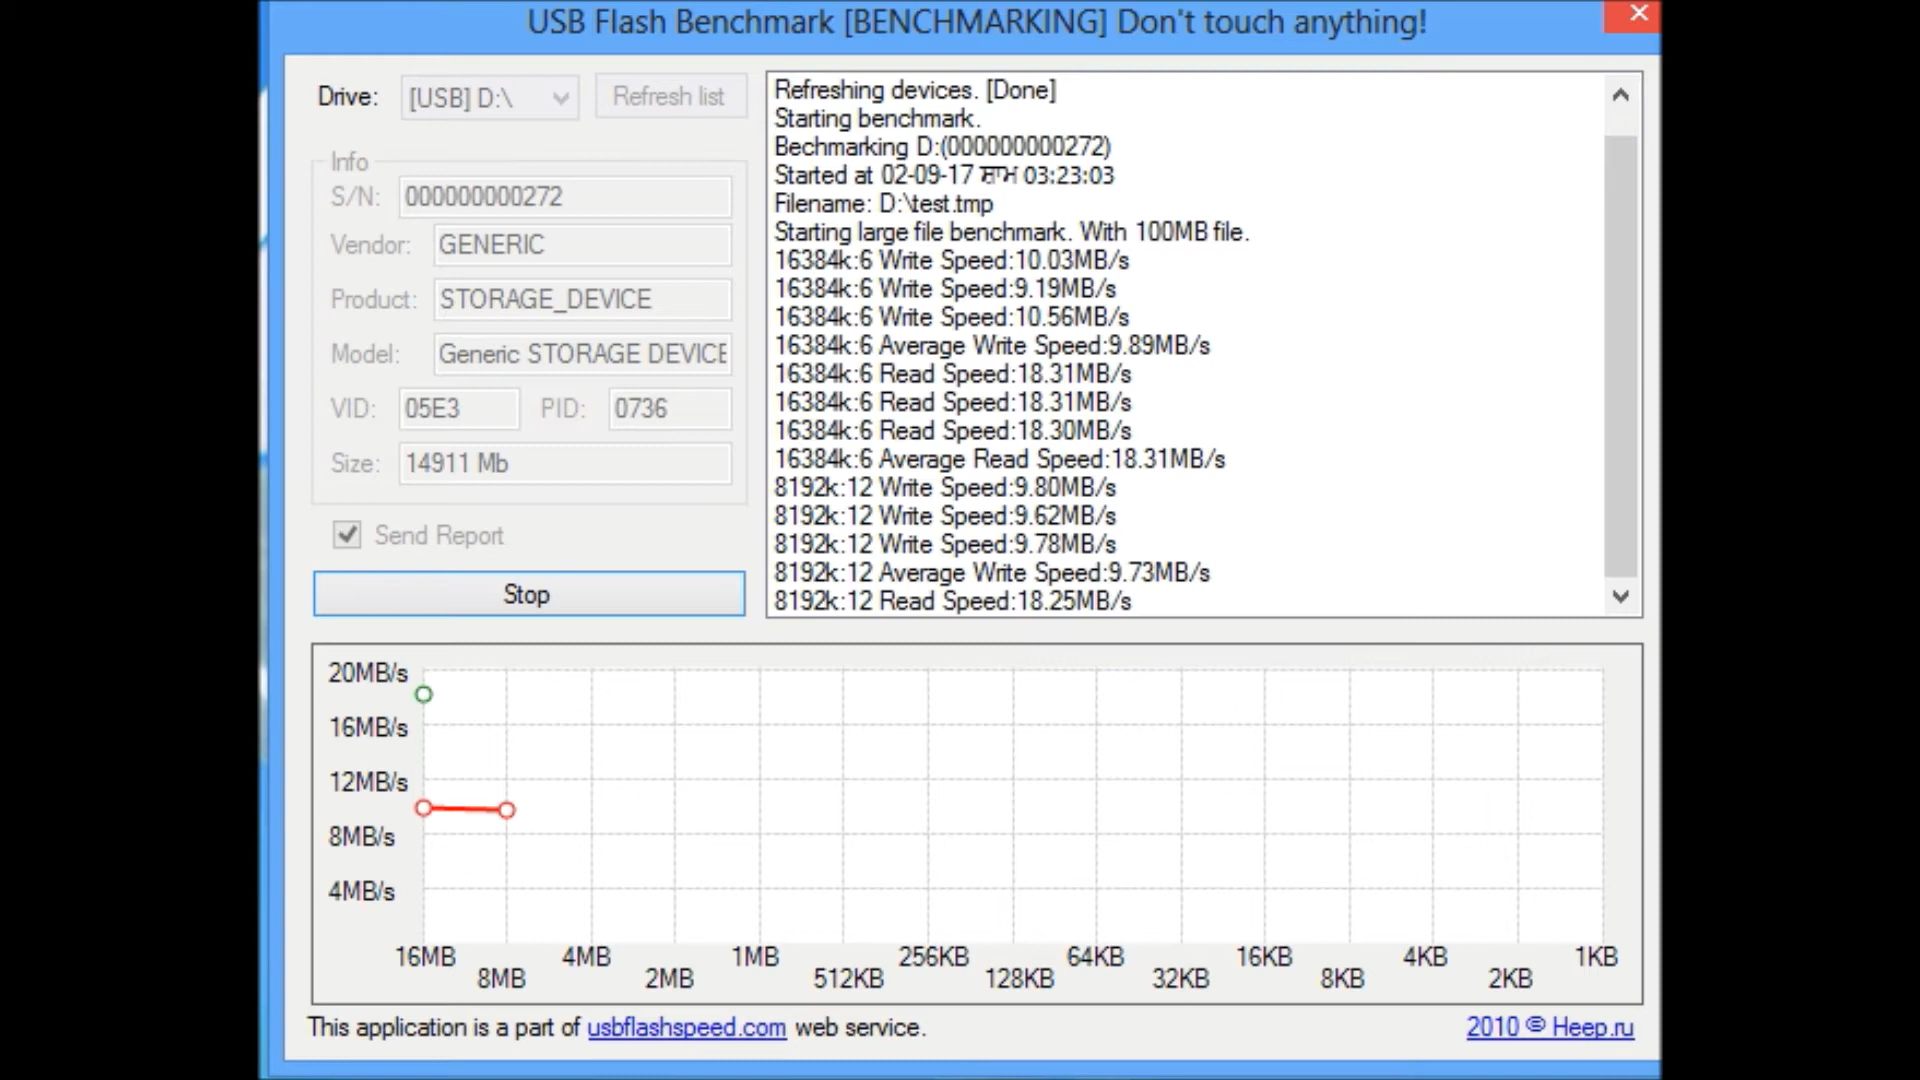 USB Flash Benchmark [BENCHMARKING] Don't touch anything!
Drive: [USB] D:\ Refresh list
Info
S/N: 000000000272
Vendor: GENERIC
Product: STORAGE_DEVICE
Model: Generic STORAGE DEVICE
VID: 05E3 PID: 0736
Size: 14911 Mb
Send Report
Stop
Refreshing devices. [Done]
Starting benchmark.
Bechmarking D:(000000000272)
Started at 02-09-17 ਸ਼ਾਮ 03:23:03
Filename: D:\test.tmp
Starting large file benchmark. With 100MB file.
16384k:6 Write Speed:10.03MB/s
16384k:6 Write Speed:9.19MB/s
16384k:6 Write Speed:10.56MB/s
16384k:6 Average Write Speed:9.89MB/s
16384k:6 Read Speed:18.31MB/s
16384k:6 Read Speed:18.31MB/s
16384k:6 Read Speed:18.30MB/s
16384k:6 Average Read Speed:18.31MB/s
8192k:12 Write Speed:9.80MB/s
8192k:12 Write Speed:9.62MB/s
8192k:12 Write Speed:9.78MB/s
8192k:12 Average Write Speed:9.73MB/s
8192k:12 Read Speed:18.25MB/s
20MB/s
16MB/s
12MB/s
8MB/s
4MB/s
16MB 8MB 4MB 2MB 1MB 512KB 256KB 128KB 64KB 32KB 16KB 8KB 4KB 2KB 1KB
This application is a part of usbflashspeed.com web service.
2010 © Heep.ru